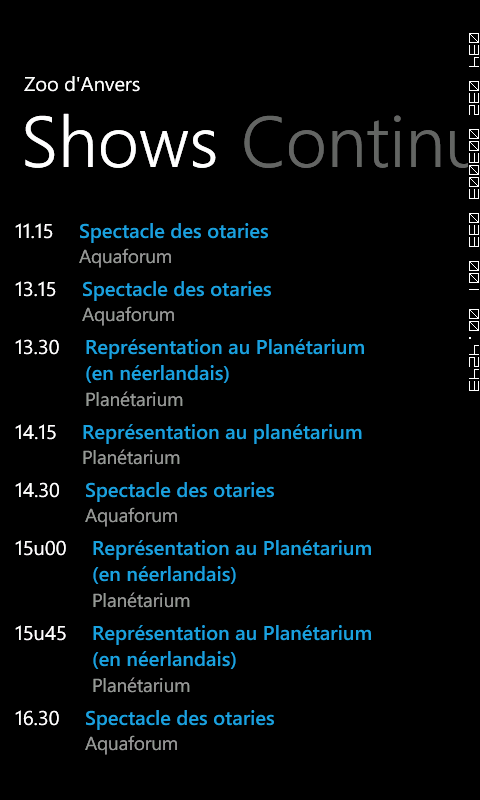 Zoo d'Anvers
Shows Continu
11.15 Spectacle des otaries
Aquaforum
13.15 Spectacle des otaries
Aquaforum
13.30 Représentation au Planétarium
(en néerlandais)
Planétarium
14.15 Représentation au planétarium
Planétarium
14.30 Spectacle des otaries
Aquaforum
15u00 Représentation au Planétarium
(en néerlandais)
Planétarium
15u45 Représentation au Planétarium
(en néerlandais)
Planétarium
16.30 Spectacle des otaries
Aquaforum